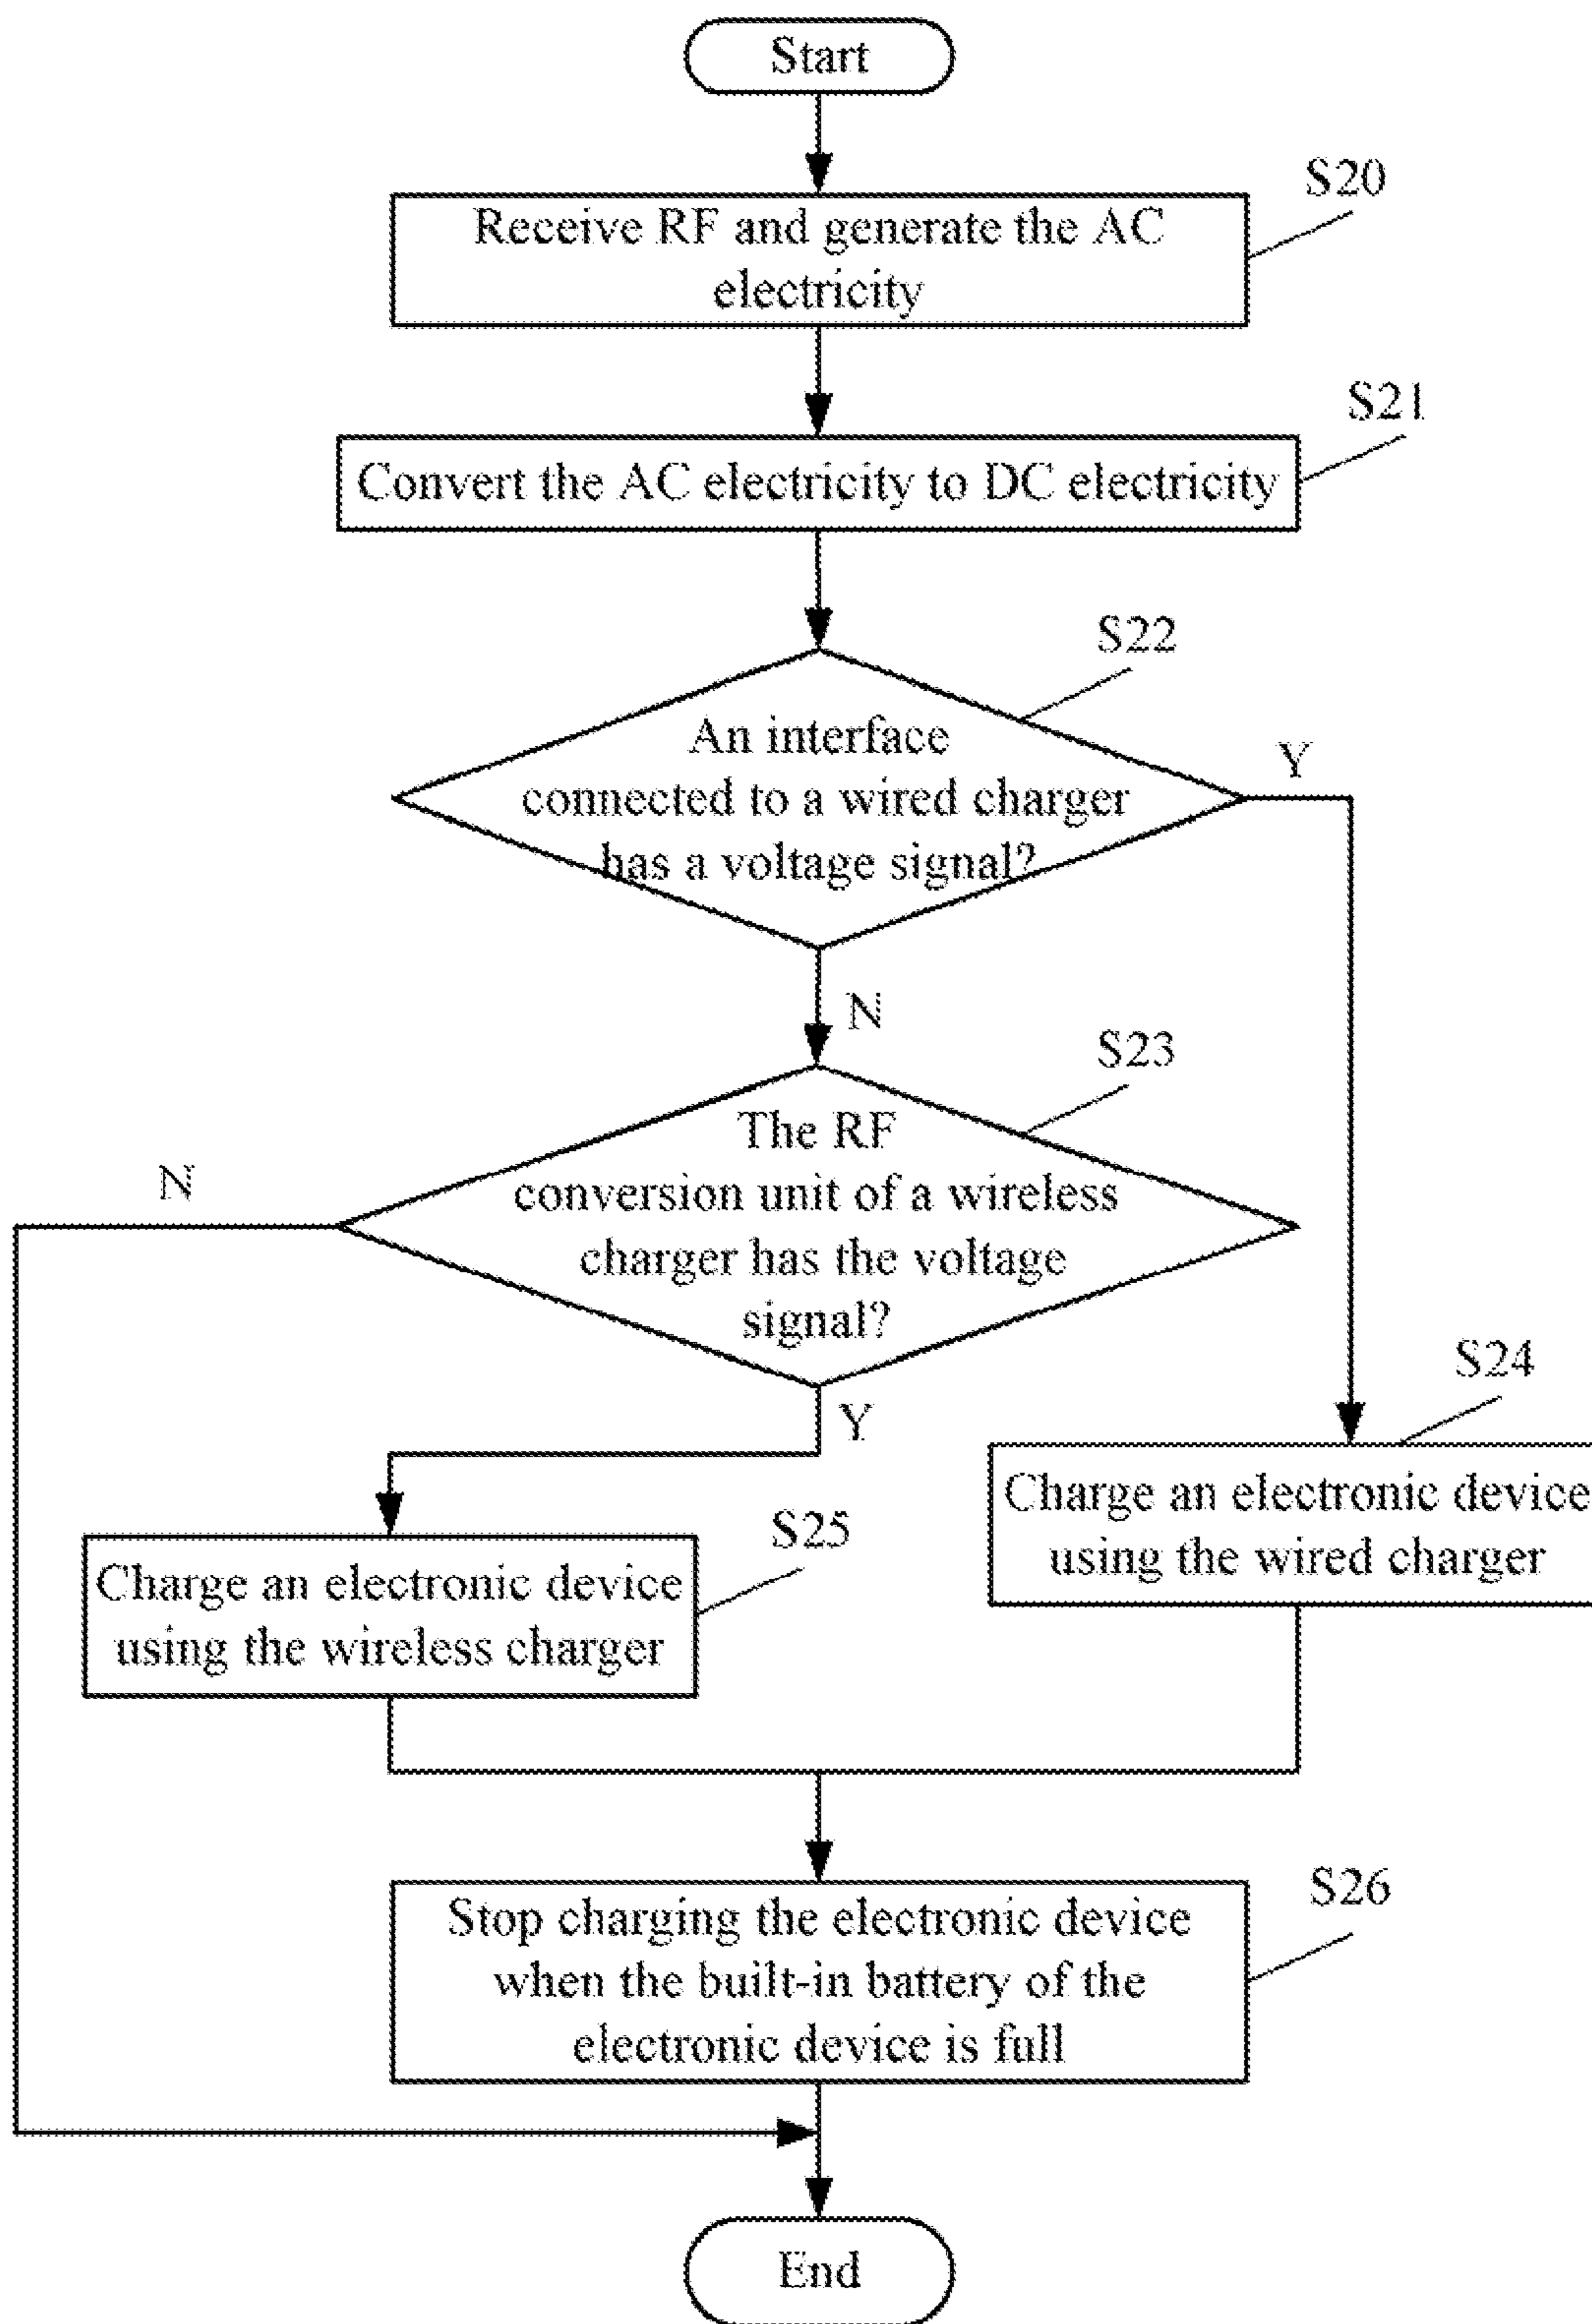 Start
S20
Receive RF and generate the AC
electricity
S21
Convert the AC electricity to DC electricity
S22
An interface
connected to a wired charger
has a voltage signal?
Y
N
S23
The RF
conversion unit of a wireless
charger has the voltage
signal?
N
Y
S24
Charge an electronic device
using the wired charger
S25
Charge an electronic device
using the wireless charger
S26
Stop charging the electronic device
when the built-in battery of the
electronic device is full
End